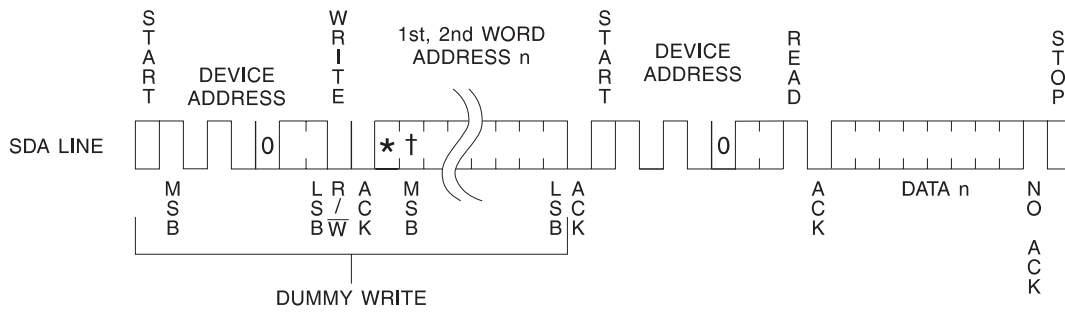 START
WRITE
1st, 2nd WORD
ADDRESS n
START
DEVICE
ADDRESS
READ
STOP
DEVICE
ADDRESS
SDA LINE
0
* †
0
MSB
LSB
R/W
ACK
MSB
LSB
ACK
ACK
DATA n
NO ACK
DUMMY WRITE